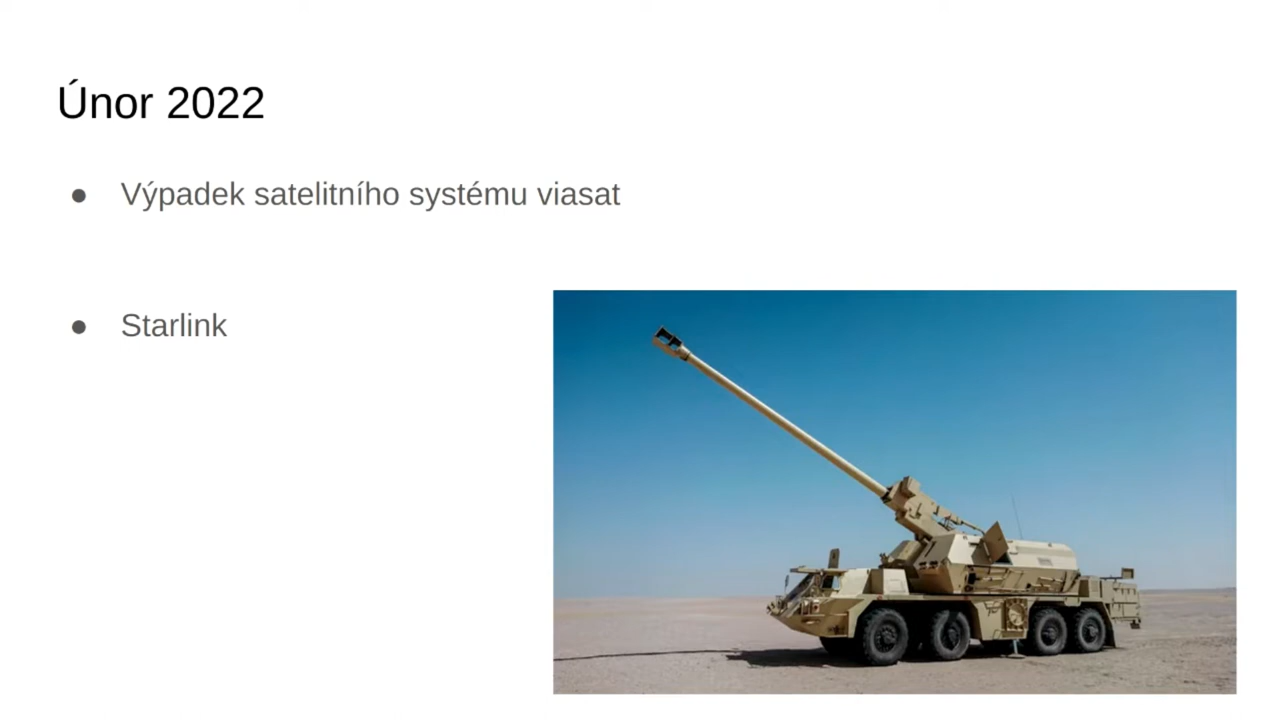 Únor 2022
● Výpadek satelitního systému viasat
● Starlink